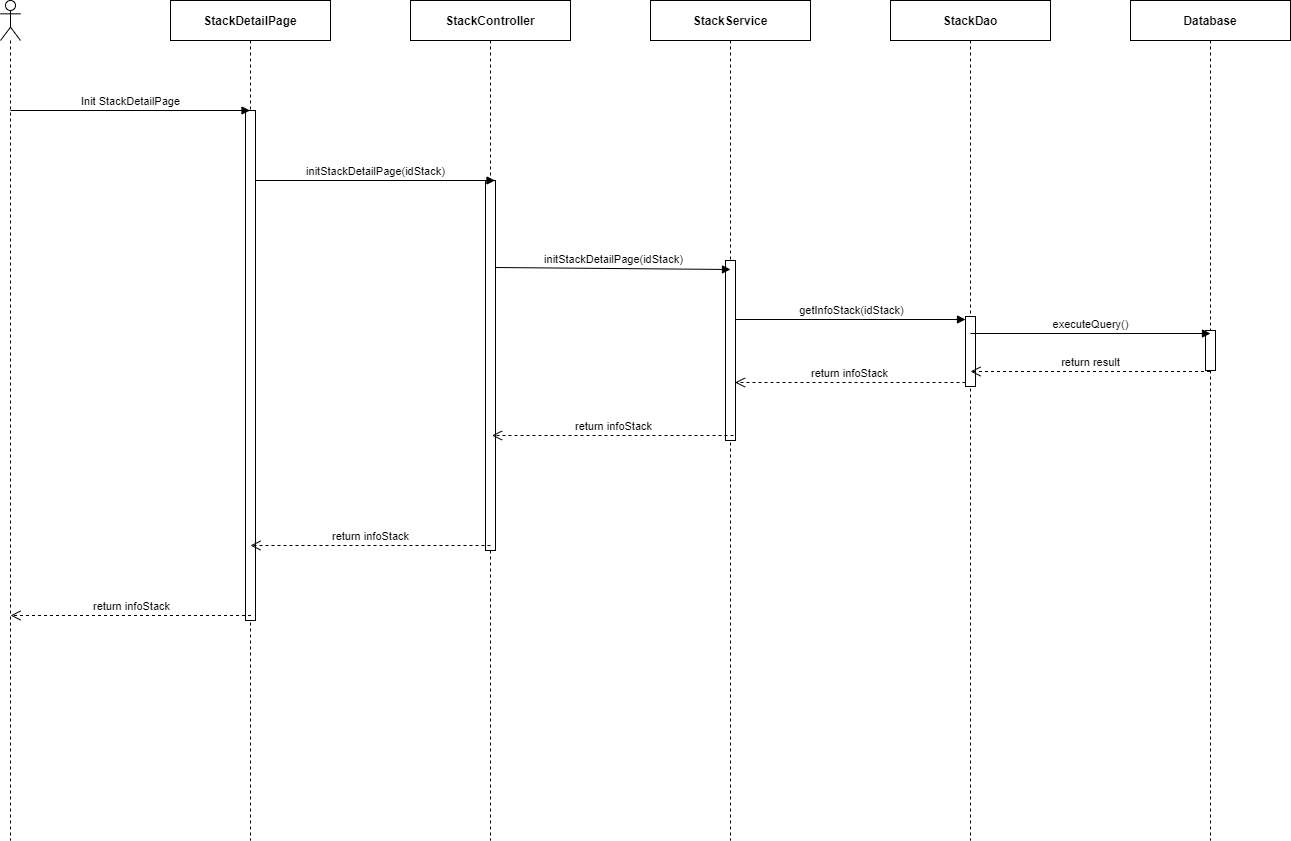 StackDetailPage
StackController
StackService
StackDao
Database
Init StackDetailPage
initStackDetailPage(idStack)
initStackDetailPage(idStack)
getInfoStack(idStack)
executeQuery()
return result
return infoStack
return infoStack
return infoStack
return infoStack